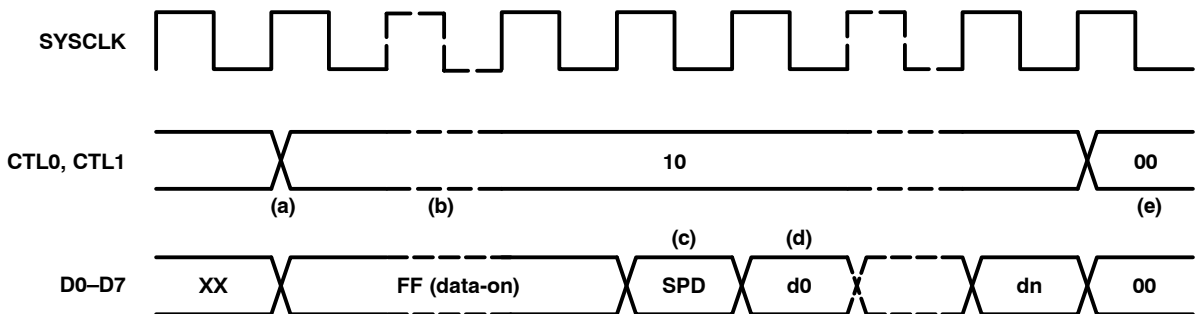 SYSCLK
CTL0, CTL1
10
00
(a)
(b)
(e)
(c)
(d)
D0–D7
XX
FF (data-on)
SPD
d0
dn
00